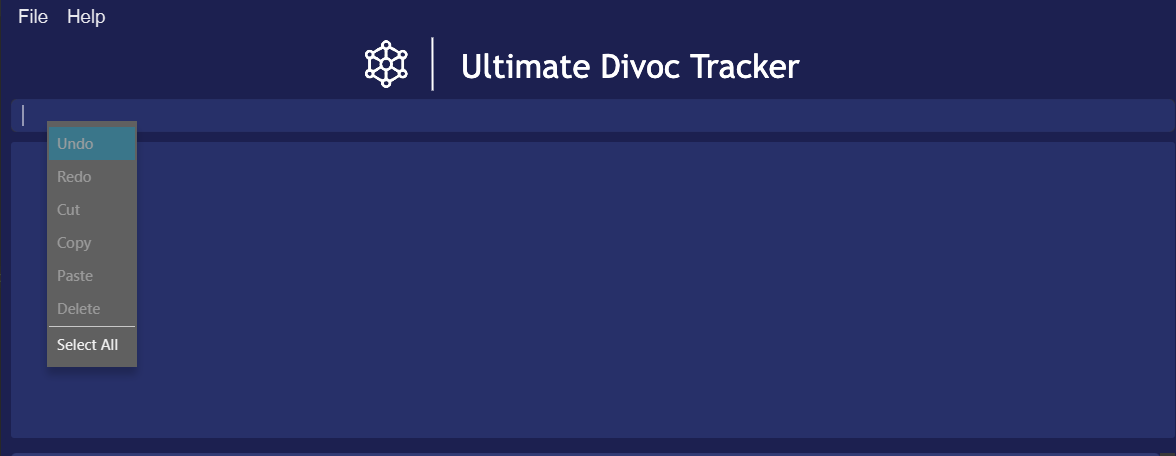 File Help
Ultimate Divoc Tracker
Undo
Redo
Cut
Copy
Paste
Delete
Select All